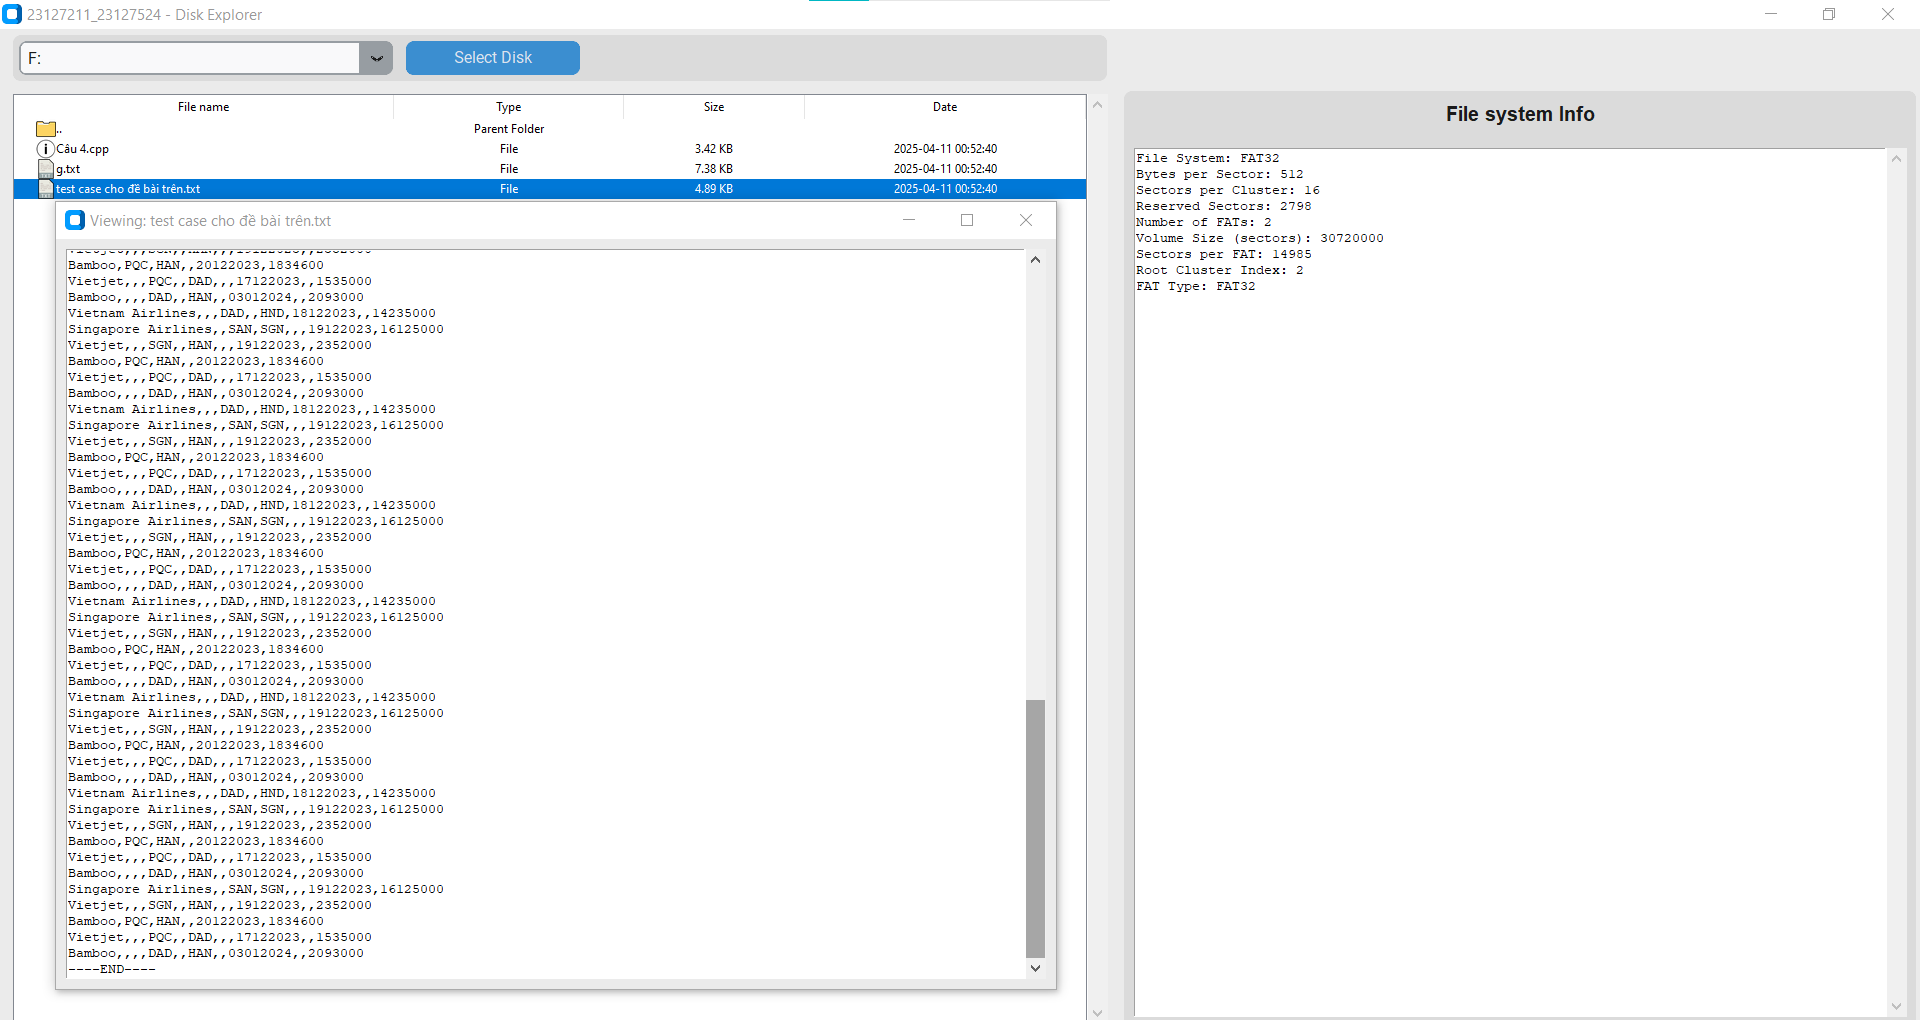 23127211_23127524 - Disk Explorer
F:
Select Disk
File name Type Size Date
.. Parent Folder
Câu 4.cpp File 3.42 KB 2025-04-11 00:52:40
g.txt File 7.38 KB 2025-04-11 00:52:40
test case cho đề bài trên.txt File 4.89 KB 2025-04-11 00:52:40
Viewing: test case cho đề bài trên.txt
Bamboo,PQC,HAN,,20122023,1834600
Vietjet,,,PQC,,DAD,,,17122023,,1535000
Bamboo,,,,DAD,,HAN,,03012024,,2093000
Vietnam Airlines,,,DAD,,HND,18122023,,14235000
Singapore Airlines,,SAN,SGN,,,19122023,16125000
Vietjet,,,SGN,,HAN,,,19122023,,2352000
Bamboo,PQC,HAN,,20122023,1834600
Vietjet,,,PQC,,DAD,,,17122023,,1535000
Bamboo,,,,DAD,,HAN,,03012024,,2093000
Vietnam Airlines,,,DAD,,HND,18122023,,14235000
Singapore Airlines,,SAN,SGN,,,19122023,16125000
Vietjet,,,SGN,,HAN,,,19122023,,2352000
Bamboo,PQC,HAN,,20122023,1834600
Vietjet,,,PQC,,DAD,,,17122023,,1535000
Bamboo,,,,DAD,,HAN,,03012024,,2093000
Vietnam Airlines,,,DAD,,HND,18122023,,14235000
Singapore Airlines,,SAN,SGN,,,19122023,16125000
Vietjet,,,SGN,,HAN,,,19122023,,2352000
Bamboo,PQC,HAN,,20122023,1834600
Vietjet,,,PQC,,DAD,,,17122023,,1535000
Bamboo,,,,DAD,,HAN,,03012024,,2093000
Vietnam Airlines,,,DAD,,HND,18122023,,14235000
Singapore Airlines,,SAN,SGN,,,19122023,16125000
Vietjet,,,SGN,,HAN,,,19122023,,2352000
Bamboo,PQC,HAN,,20122023,1834600
Vietjet,,,PQC,,DAD,,,17122023,,1535000
Bamboo,,,,DAD,,HAN,,03012024,,2093000
Vietnam Airlines,,,DAD,,HND,18122023,,14235000
Singapore Airlines,,SAN,SGN,,,19122023,16125000
Vietjet,,,SGN,,HAN,,,19122023,,2352000
Bamboo,PQC,HAN,,20122023,1834600
Vietjet,,,PQC,,DAD,,,17122023,,1535000
Bamboo,,,,DAD,,HAN,,03012024,,2093000
Vietnam Airlines,,,DAD,,HND,18122023,,14235000
Singapore Airlines,,SAN,SGN,,,19122023,16125000
Vietjet,,,SGN,,HAN,,,19122023,,2352000
Bamboo,PQC,HAN,,20122023,1834600
Vietjet,,,PQC,,DAD,,,17122023,,1535000
Bamboo,,,,DAD,,HAN,,03012024,,2093000
Singapore Airlines,,SAN,SGN,,,19122023,16125000
Vietjet,,,SGN,,HAN,,,19122023,,2352000
Bamboo,PQC,HAN,,20122023,1834600
Vietjet,,,PQC,,DAD,,,17122023,,1535000
Bamboo,,,,DAD,,HAN,,03012024,,2093000
----END----
File system Info
File System: FAT32
Bytes per Sector: 512
Sectors per Cluster: 16
Reserved Sectors: 2798
Number of FATs: 2
Volume Size (sectors): 30720000
Sectors per FAT: 14985
Root Cluster Index: 2
FAT Type: FAT32